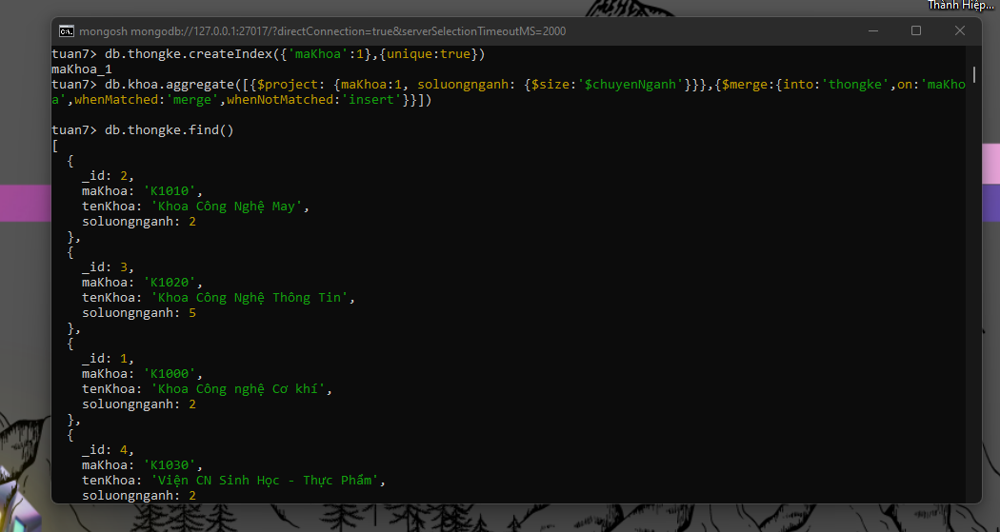 Thành Hiệp...
mongosh mongodb://127.0.0.1:27017/?directConnection=true&serverSelectionTimeoutMS=2000
tuan7> db.thongke.createIndex({'maKhoa':1},{unique:true})
maKhoa_1
tuan7> db.khoa.aggregate([{$project: {maKhoa:1, soluongnganh: {$size:'$chuyenNganh'}}},{$merge:{into:'thongke',on:'maKho
a',whenMatched:'merge',whenNotMatched:'insert'}}])
tuan7> db.thongke.find()
[
  {
    _id: 2,
    maKhoa: 'K1010',
    tenKhoa: 'Khoa Công Nghệ May',
    soluongnganh: 2
  },
  {
    _id: 3,
    maKhoa: 'K1020',
    tenKhoa: 'Khoa Công Nghệ Thông Tin',
    soluongnganh: 5
  },
  {
    _id: 1,
    maKhoa: 'K1000',
    tenKhoa: 'Khoa Công nghệ Cơ khí',
    soluongnganh: 2
  },
  {
    _id: 4,
    maKhoa: 'K1030',
    tenKhoa: 'Viện CN Sinh Học - Thực Phẩm',
    soluongnganh: 2